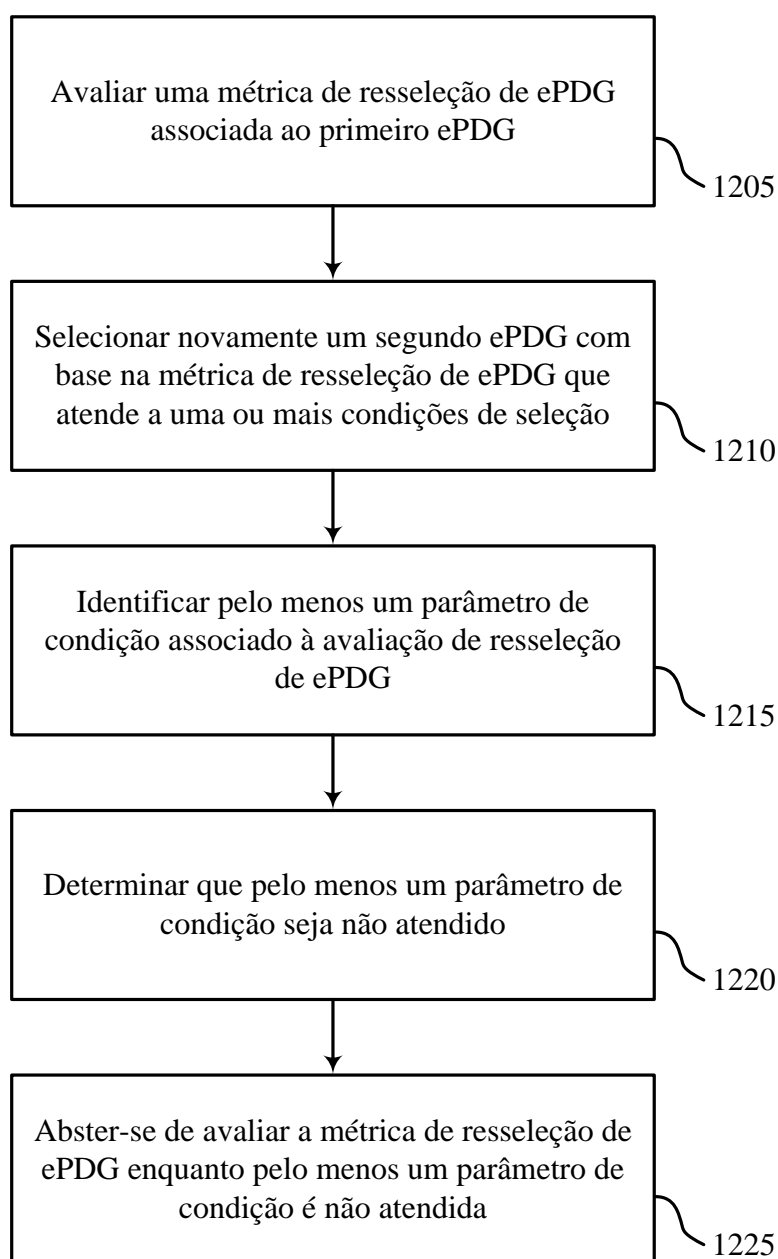 Avaliar uma métrica de resseleção de ePDG
associada ao primeiro ePDG
1205
Selecionar novamente um segundo ePDG com
base na métrica de resseleção de ePDG que
atende a uma ou mais condições de seleção
1210
Identificar pelo menos um parâmetro de
condição associado à avaliação de resseleção
de ePDG
1215
Determinar que pelo menos um parâmetro de
condição seja não atendido
1220
Abster-se de avaliar a métrica de resseleção de
ePDG enquanto pelo menos um parâmetro de
condição é não atendida
1225